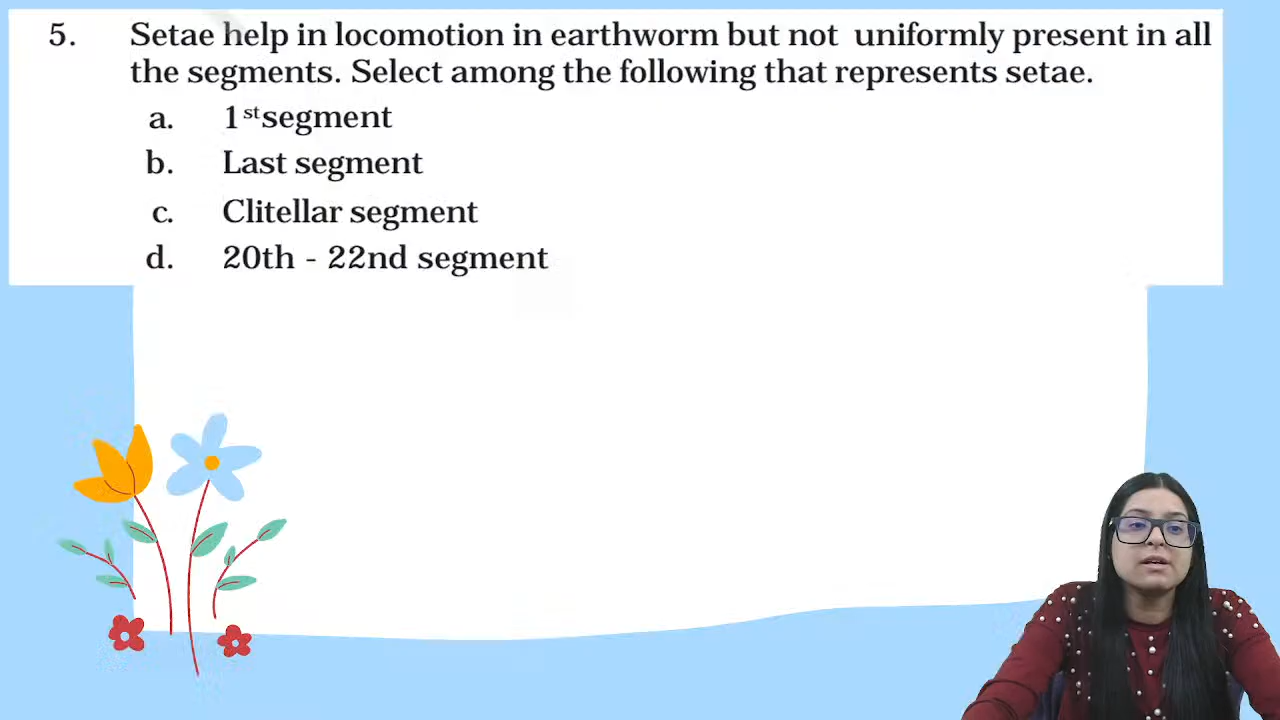 5. Setae help in locomotion in earthworm but not uniformly present in all
the segments. Select among the following that represents setae.
a. 1st segment
b. Last segment
c. Clitellar segment
d. 20th - 22nd segment